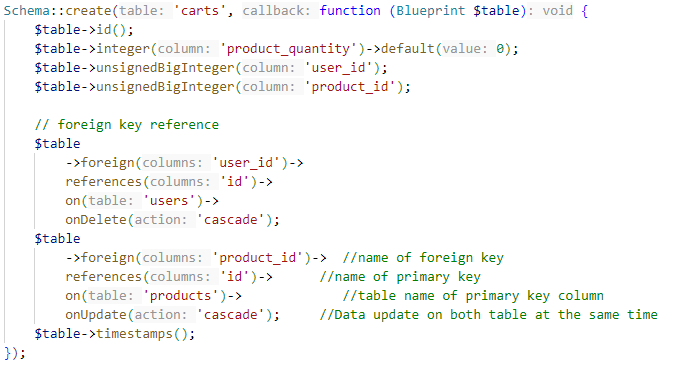 Schema::create(table: 'carts', callback: function (Blueprint $table): void {
    $table->id();
    $table->integer(column: 'product_quantity')->default(value: 0);
    $table->unsignedBigInteger(column: 'user_id');
    $table->unsignedBigInteger(column: 'product_id');

    // foreign key reference
    $table
        ->foreign(columns: 'user_id')->
        references(columns: 'id')->
        on(table: 'users')->
        onDelete(action: 'cascade');
    $table
        ->foreign(columns: 'product_id')->  //name of foreign key
        references(columns: 'id')->      //name of primary key
        on(table: 'products')->             //table name of primary key column
        onUpdate(action: 'cascade');     //Data update on both table at the same time
    $table->timestamps();
});